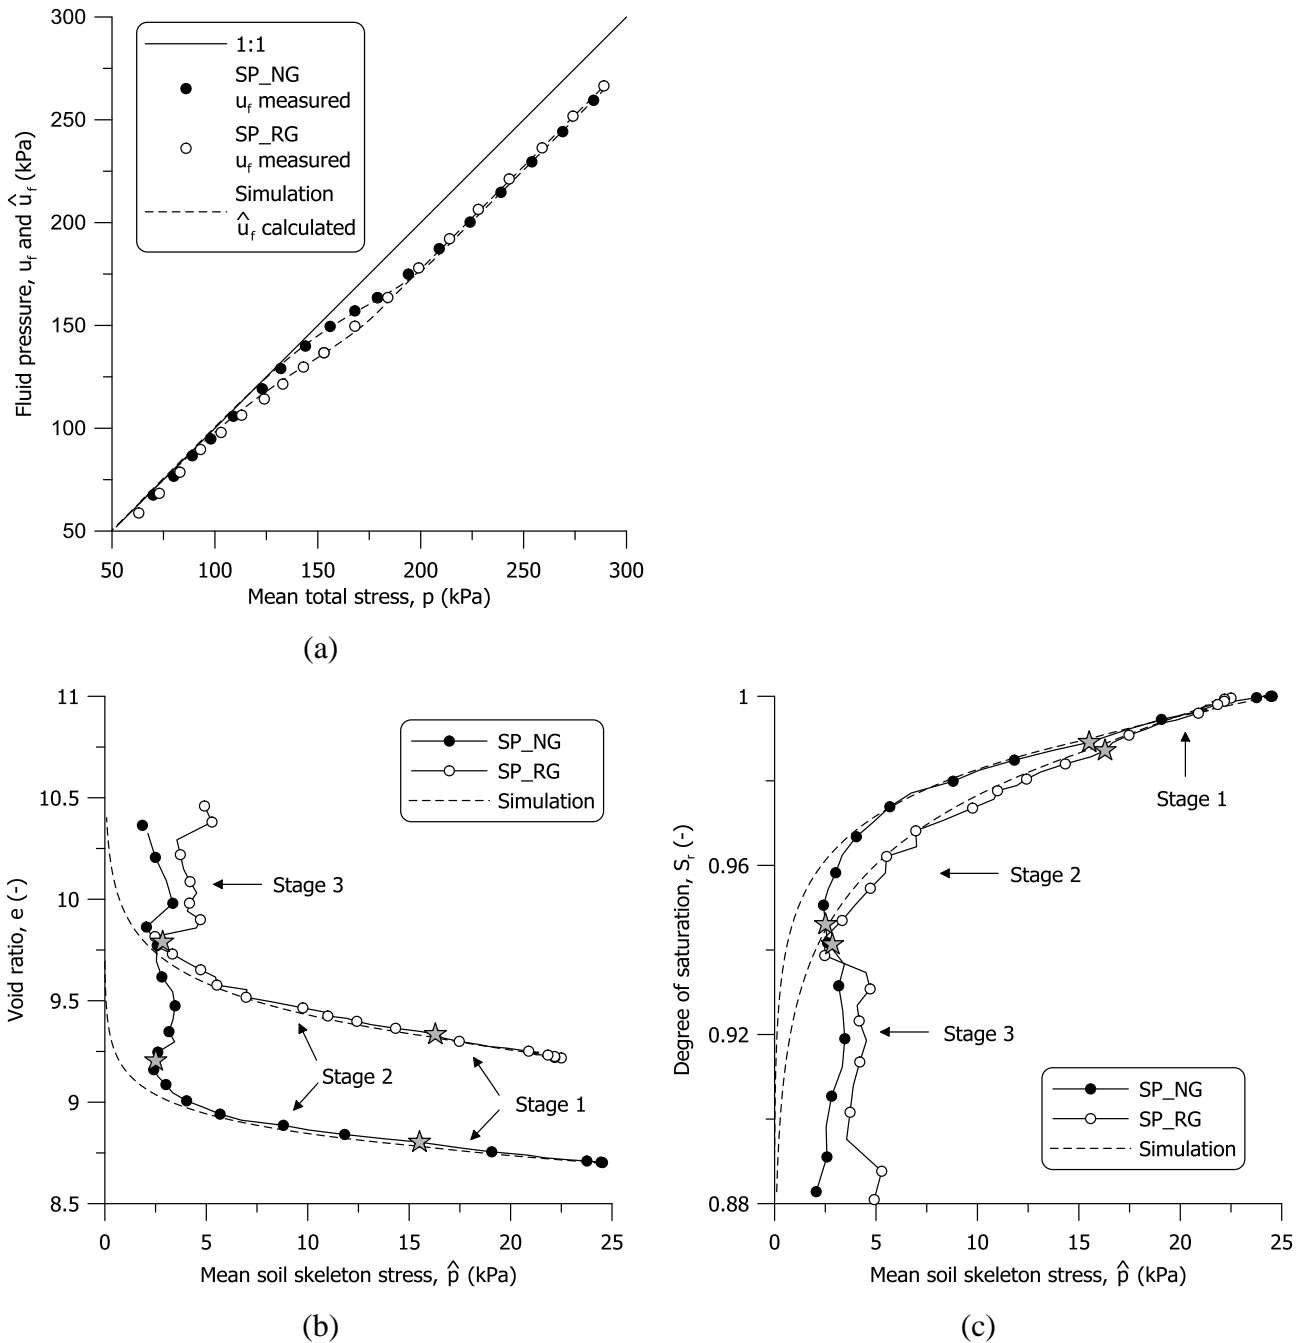 300
250
200
150
100
50
Fluid pressure, u_f and û_f (kPa)
1:1
SP_NG
u_f measured
SP_RG
u_f measured
Simulation
û_f calculated
50 100 150 200 250 300
Mean total stress, p (kPa)
(a)
11
10.5
10
9.5
9
8.5
Void ratio, e (-)
SP_NG
SP_RG
Simulation
Stage 3
Stage 2
Stage 1
0 5 10 15 20 25
Mean soil skeleton stress, p̂ (kPa)
(b)
1
0.96
0.92
0.88
Degree of saturation, S_r (-)
Stage 1
Stage 2
Stage 3
SP_NG
SP_RG
Simulation
0 5 10 15 20 25
Mean soil skeleton stress, p̂ (kPa)
(c)